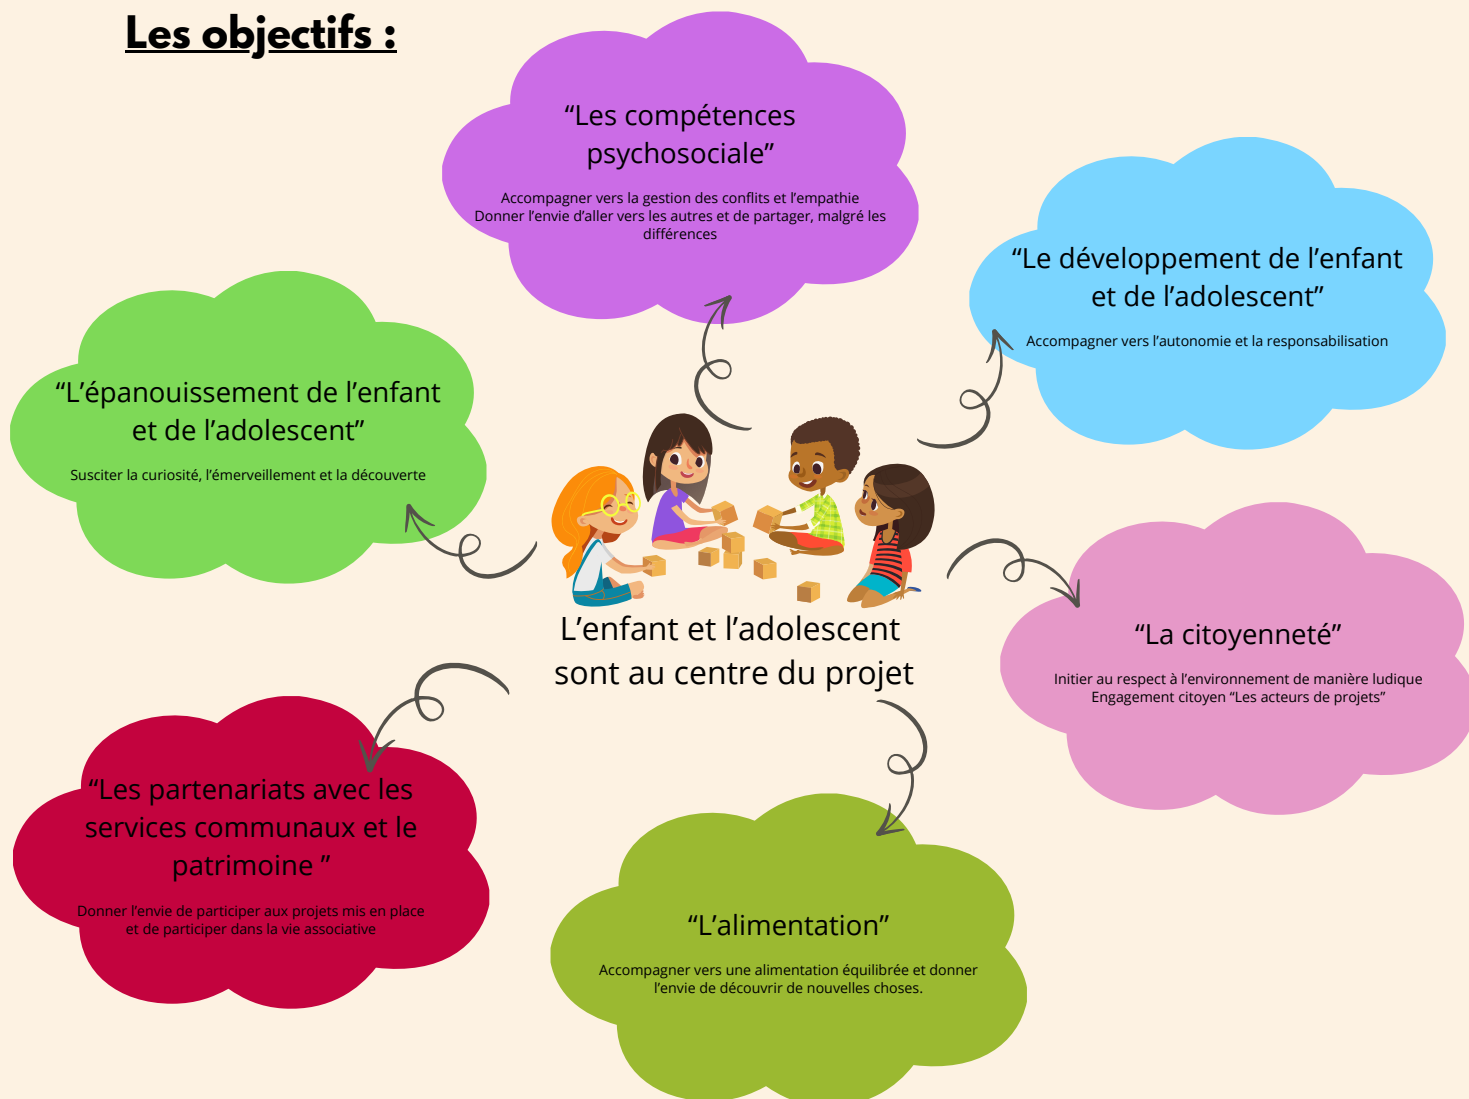 Les objectifs :
“Les compétences
psychosociale”
Accompagner vers la gestion des conflits et l’empathie
Donner l’envie d’aller vers les autres et de partager, malgré les
différences
“Le développement de l’enfant
et de l’adolescent”
Accompagner vers l’autonomie et la responsabilisation
“L’épanouissement de l’enfant
et de l’adolescent”
Susciter la curiosité, l’émerveillement et la découverte
L’enfant et l’adolescent
sont au centre du projet
“La citoyenneté”
Initier au respect à l’environnement de manière ludique
Engagement citoyen “Les acteurs de projets”
“Les partenariats avec les
services communaux et le
patrimoine ”
Donner l’envie de participer aux projets mis en place
et de participer dans la vie associative
“L’alimentation”
Accompagner vers une alimentation équilibrée et donner
l’envie de découvrir de nouvelles choses.